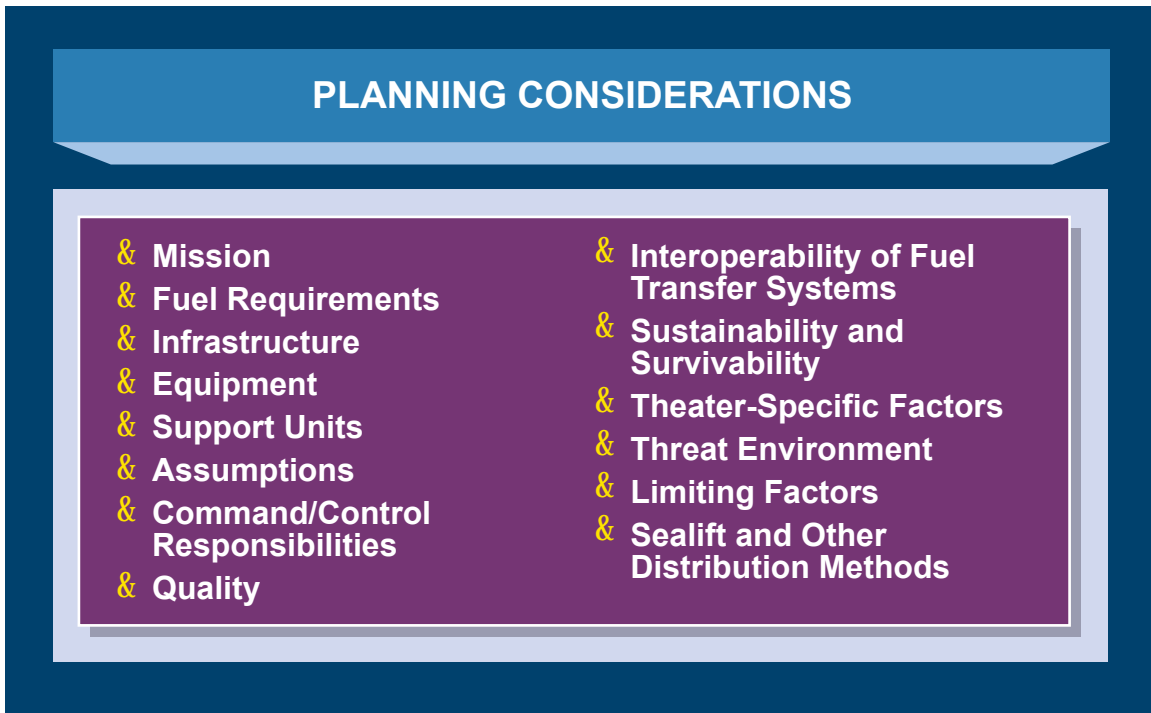 PLANNING CONSIDERATIONS
& Mission
& Fuel Requirements
& Infrastructure
& Equipment
& Support Units
& Assumptions
& Command/Control
Responsibilities
& Quality
& Interoperability of Fuel
Transfer Systems
& Sustainability and
Survivability
& Theater-Specific Factors
& Threat Environment
& Limiting Factors
& Sealift and Other
Distribution Methods